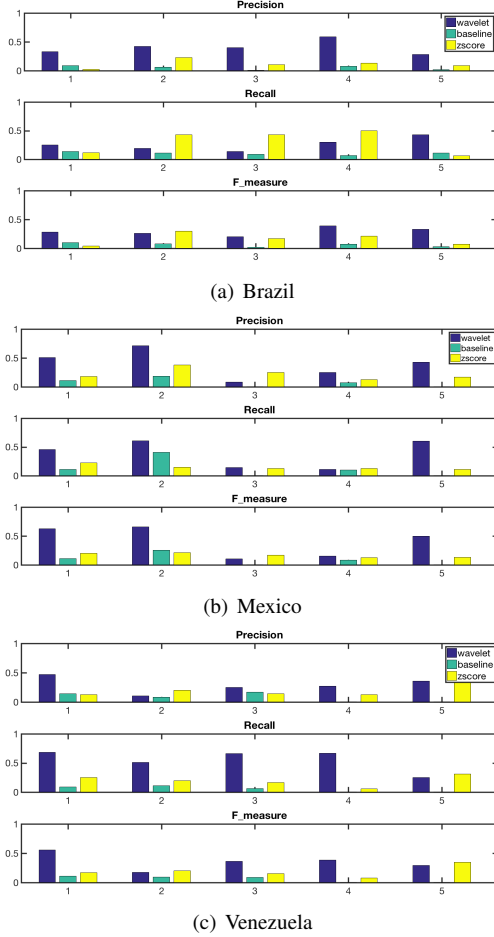 Precision
1
0.5
0
wavelet
baseline
zscore
1 2 3 4 5
Recall
1
0.5
0
1 2 3 4 5
F_measure
1
0.5
0
1 2 3 4 5
(a) Brazil
Precision
1
0.5
0
wavelet
baseline
zscore
1 2 3 4 5
Recall
1
0.5
0
1 2 3 4 5
F_measure
1
0.5
0
1 2 3 4 5
(b) Mexico
Precision
1
0.5
0
wavelet
baseline
zscore
1 2 3 4 5
Recall
1
0.5
0
1 2 3 4 5
F_measure
1
0.5
0
1 2 3 4 5
(c) Venezuela